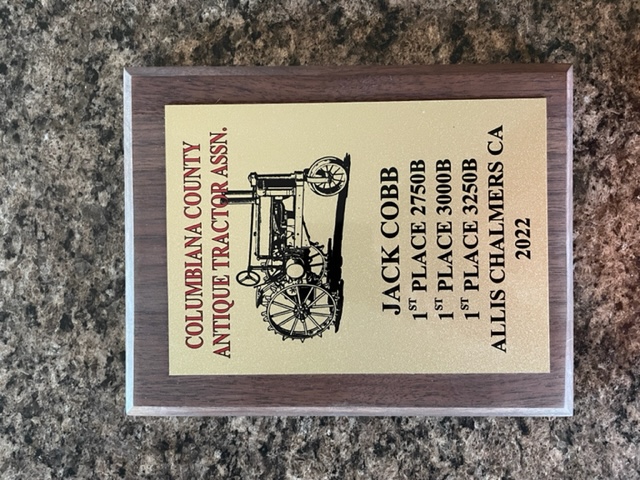 COLUMBIANA COUNTY
ANTIQUE TRACTOR ASSN.
JACK COBB
1ST PLACE 2750B
1ST PLACE 3000B
1ST PLACE 3250B
ALLIS CHALMERS CA
2022